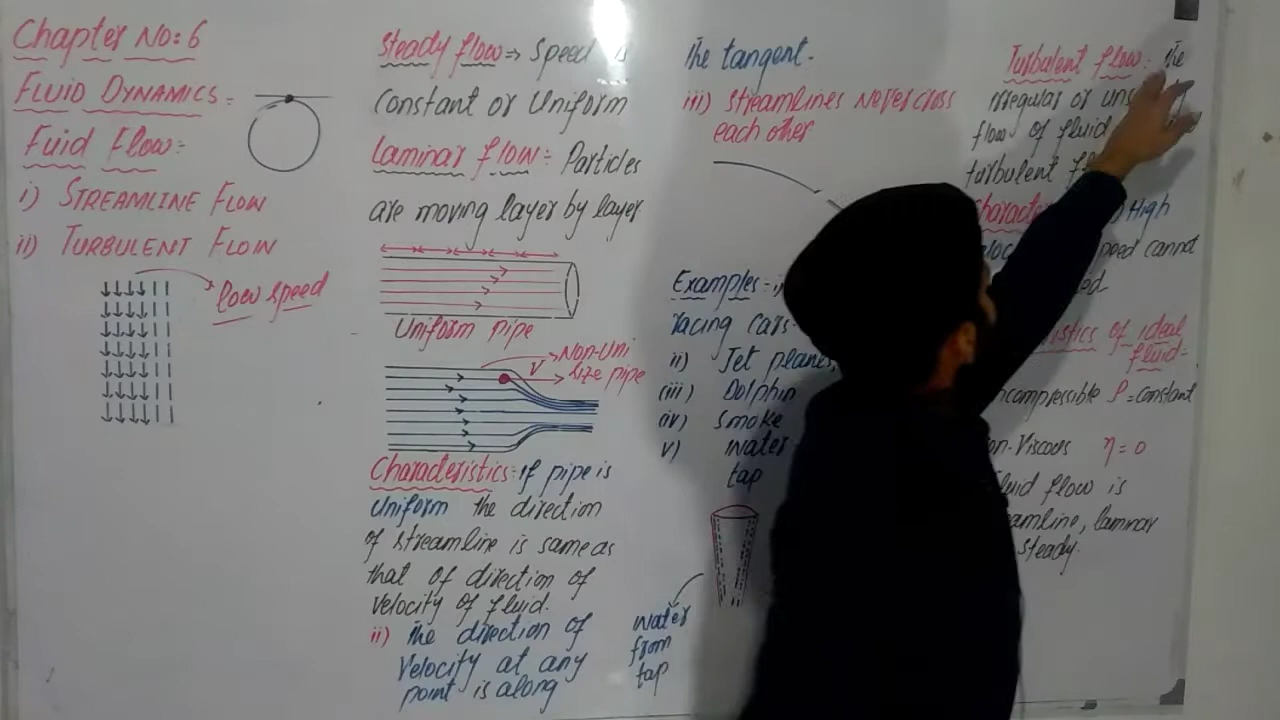 Chapter No: 6
FLUID DYNAMICS:-
Fuid Flow:-
i) STREAMLINE FLOW
ii) TURBULENT FLOW
low speed
Steady flow => Speed is
Constant or Uniform
Laminar flow:- Particles
are moving layer by layer
Uniform pipe
Non-Uni
size pipe
V
Characteristics: If pipe is
Uniform the direction
of streamline is same as
that of direction of
velocity of fluid.
ii) The direction of
Velocity at any
point is along
the tangent.
iii) Streamlines never cross
each other
Examples:- i)
racing cars-
ii) Jet planes,
(iii) Dolphin
(iv) Smoke
v) Water
tap
water
from
tap
Turbulent flow: The
irregular or
flow of fluid
turbulent
High
cannot
of ideal
fluid:-
ρ = constant
η = 0
flow is
laminar
steady.